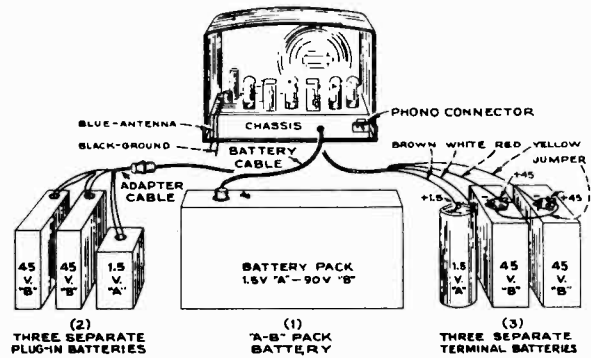 BLUE-ANTENNA
BLACK-GROUND
CHASSIS
PHONO CONNECTOR
BATTERY
CABLE
BROWN WHITE RED YELLOW
JUMPER
ADAPTER
CABLE
+1.5
+45
+45
-
-
45
V.
"B"
45
V.
"B"
1.5
V.
"A"
BATTERY PACK
1.5V "A"-90V "B"
1.5
V.
"A"
45
V.
"B"
45
V.
"B"
(2)
THREE SEPARATE
PLUG-IN BATTERIES
(1)
"A-B" PACK
BATTERY
(3)
THREE SEPARATE
TERMINAL BATTERIES